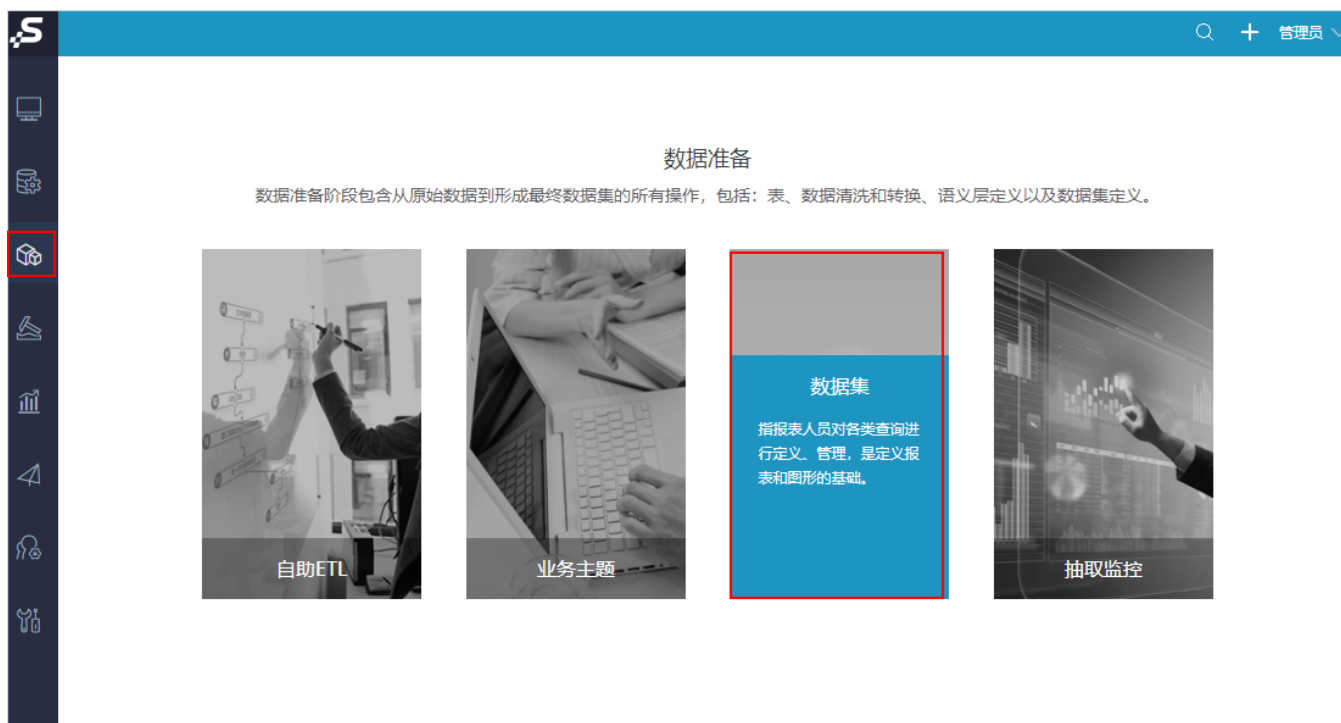 S
管理员
数据准备
数据准备阶段包含从原始数据到形成最终数据集的所有操作，包括：表、数据清洗和转换、语义层定义以及数据集定义。
自助ETL
业务主题
数据集
指报表人员对各类查询进
行定义、管理，是定义报
表和图形的基础。
抽取监控